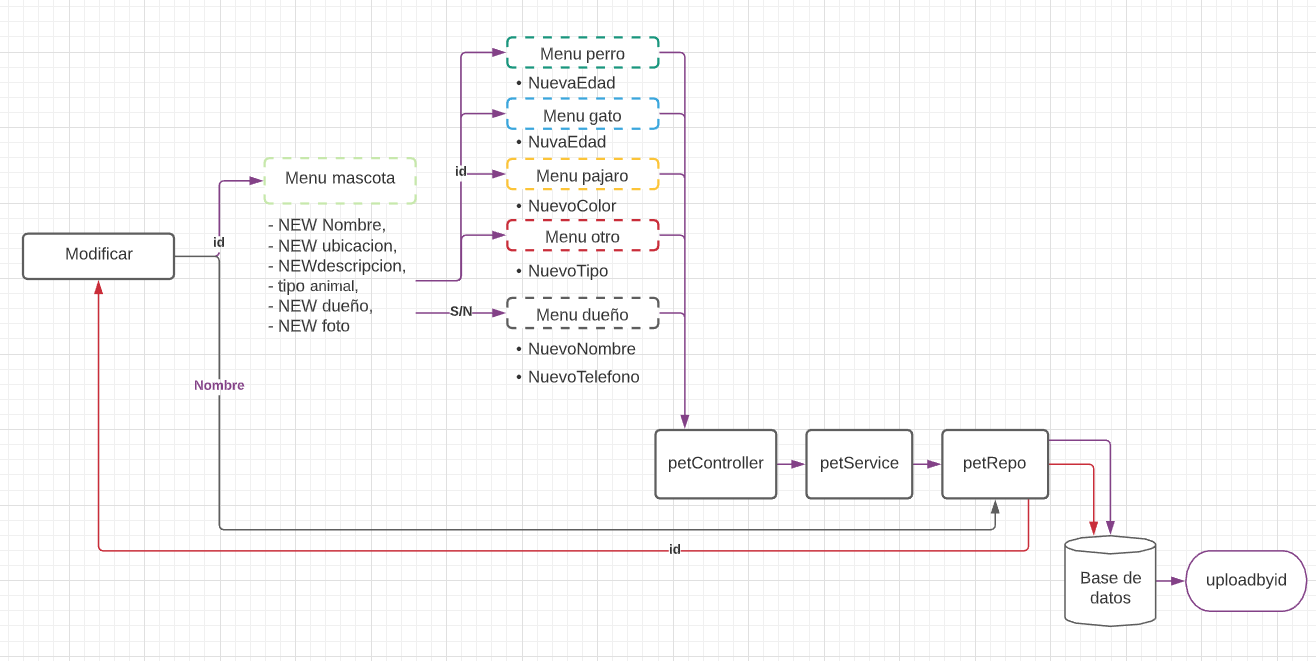 Menu perro
• NuevaEdad
Menu gato
• NuvaEdad
id
Menu pajaro
Menu mascota
• NuevoColor
- NEW Nombre,
Menu otro
id
- NEW ubicacion,
Modificar
- NEWdescripcion,
• NuevoTipo
- tipo animal,
- NEW dueño,
S/N
Menu dueño
- NEW foto
• NuevoNombre
• NuevoTelefono
Nombre
petController
petService
petRepo
id
Base de
datos
uploadbyid